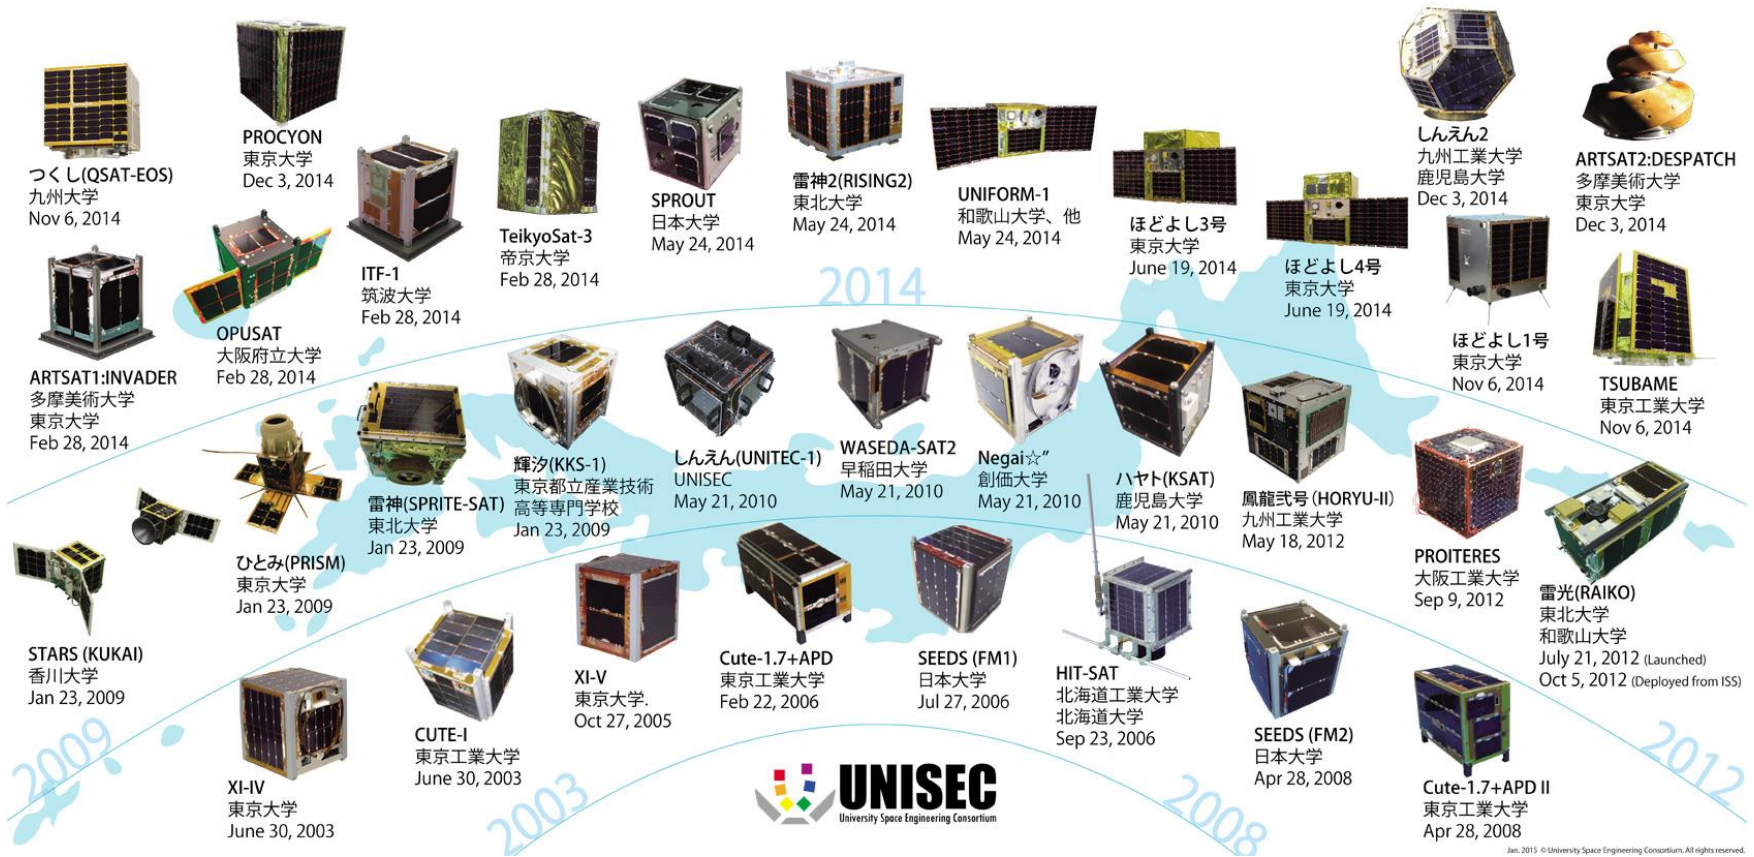 つくし(QSAT-EOS)
九州大学
Nov 6, 2014
PROCYON
東京大学
Dec 3, 2014
ITF-1
筑波大学
Feb 28, 2014
TeikyoSat-3
帝京大学
Feb 28, 2014
SPROUT
日本大学
May 24, 2014
雷神2(RISING2)
東北大学
May 24, 2014
UNIFORM-1
和歌山大学、他
May 24, 2014
ほどよし3号
東京大学
June 19, 2014
ほどよし4号
東京大学
June 19, 2014
しんえん2
九州工業大学
鹿児島大学
Dec 3, 2014
ARTSAT2:DESPATCH
多摩美術大学
東京大学
Dec 3, 2014
ARTSAT1:INVADER
多摩美術大学
東京大学
Feb 28, 2014
OPUSAT
大阪府立大学
Feb 28, 2014
2014
ほどよし1号
東京大学
Nov 6, 2014
TSUBAME
東京工業大学
Nov 6, 2014
STARS (KUKAI)
香川大学
Jan 23, 2009
ひとみ(PRISM)
東京大学
Jan 23, 2009
雷神(SPRITE-SAT)
東北大学
Jan 23, 2009
輝汐(KKS-1)
東京都立産業技術
高等専門学校
Jan 23, 2009
しんえん(UNITEC-1)
UNISEC
May 21, 2010
WASEDA-SAT2
早稲田大学
May 21, 2010
Negai☆″
創価大学
May 21, 2010
ハヤト(KSAT)
鹿児島大学
May 21, 2010
鳳龍弐号(HORYU-II)
九州工業大学
May 18, 2012
PROITERES
大阪工業大学
Sep 9, 2012
雷光(RAIKO)
東北大学
和歌山大学
July 21, 2012 (Launched)
Oct 5, 2012 (Deployed from ISS)
2009
2012
XI-IV
東京大学
June 30, 2003
CUTE-I
東京工業大学
June 30, 2003
XI-V
東京大学.
Oct 27, 2005
Cute-1.7+APD
東京工業大学
Feb 22, 2006
SEEDS (FM1)
日本大学
Jul 27, 2006
HIT-SAT
北海道工業大学
北海道大学
Sep 23, 2006
SEEDS (FM2)
日本大学
Apr 28, 2008
Cute-1.7+APD II
東京工業大学
Apr 28, 2008
2003
2008
UNISEC
University Space Engineering Consortium
Jan. 2015 © University Space Engineering Consortium. All rights reserved.